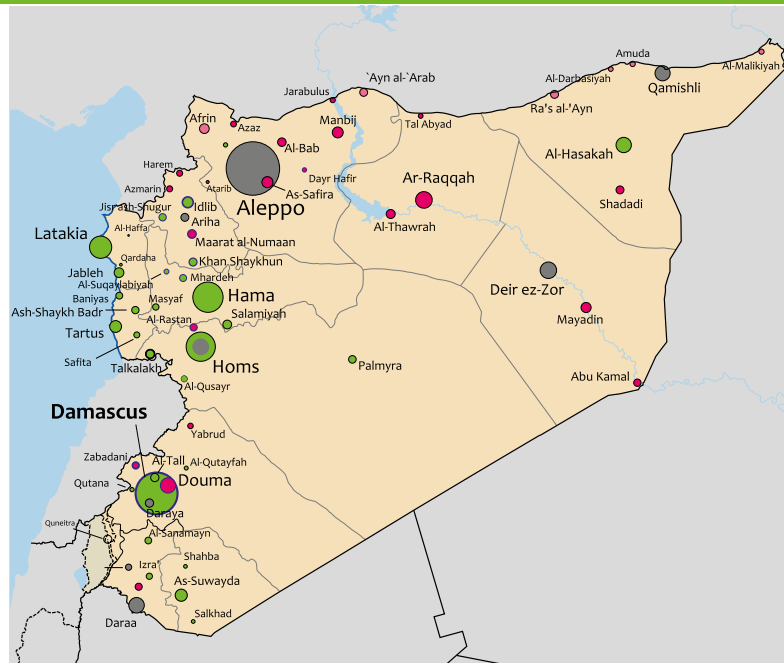 Amuda
Al-Malikiyah
`Ayn al-`Arab
Al-Darbasiyah
Qamishli
Jarabulus
Ra's al-'Ayn
Afrin
Azaz
Manbij
Tal Abyad
Al-Bab
Al-Hasakah
Harem
Dayr Hafir
Azmarin
Atarib
As-Safira
Ar-Raqqah
Shadadi
Jisr ash-Shugur
Idlib
Aleppo
Ariha
Al-Thawrah
Latakia
Al-Haffa
Maarat al-Numaan
Qardaha
Khan Shaykhun
Jableh
Mhardeh
Al-Suqaylabiyah
Deir ez-Zor
Baniyas
Masyaf
Hama
Ash-Shaykh Badr
Salamiyah
Mayadin
Al-Rastan
Tartus
Safita
Homs
Talkalakh
Palmyra
Abu Kamal
Al-Qusayr
Damascus
Yabrud
Zabadani
Al-Tall
Al-Qutayfah
Qutana
Douma
Daraya
Quneitra
Al-Sanamayn
Shahba
Izra'
As-Suwayda
Salkhad
Daraa